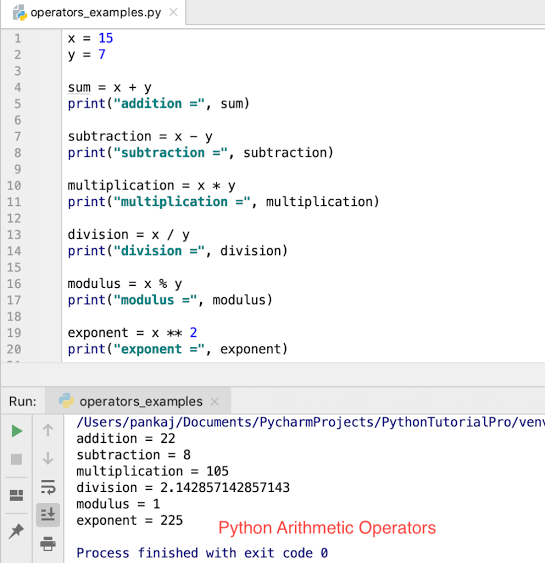 operators_examples.py
1 x = 15
2 y = 7
3
4 sum = x + y
5 print("addition =", sum)
6
7 subtraction = x - y
8 print("subtraction =", subtraction)
9
10 multiplication = x * y
11 print("multiplication =", multiplication)
12
13 division = x / y
14 print("division =", division)
15
16 modulus = x % y
17 print("modulus =", modulus)
18
19 exponent = x ** 2
20 print("exponent =", exponent)
Run: operators_examples
/Users/pankaj/Documents/PycharmProjects/PythonTutorialPro/venv
addition = 22
subtraction = 8
multiplication = 105
division = 2.142857142857143
modulus = 1
exponent = 225
Python Arithmetic Operators
Process finished with exit code 0